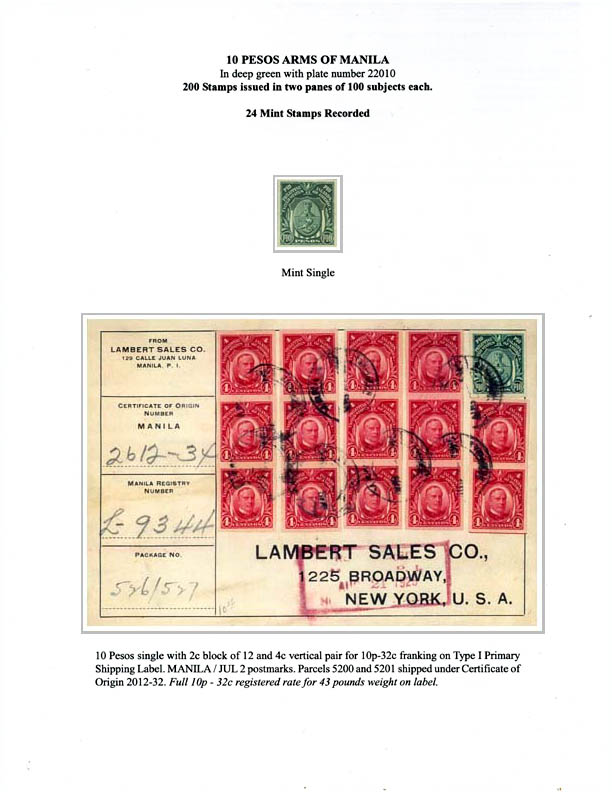 10 PESOS ARMS OF MANILA
In deep green with plate number 22010
200 Stamps issued in two panes of 100 subjects each.
24 Mint Stamps Recorded
PESOS
Mint Single
FROM
LAMBERT SALES CO.
129 CALLE JUAN LUNA
MANILA, P. I.
CERTIFICATE OF ORIGIN
NUMBER
MANILA
2612-34
MANILA REGISTRY
NUMBER
L-9344
PACKAGE NO.
526/527
LAMBERT SALES CO.,
1225 BROADWAY,
NEW YORK, U. S. A.
10 Pesos single with 2c block of 12 and 4c vertical pair for 10p-32c franking on Type I Primary
Shipping Label. MANILA / JUL 2 postmarks. Parcels 5200 and 5201 shipped under Certificate of
Origin 2012-32. Full 10p - 32c registered rate for 43 pounds weight on label.